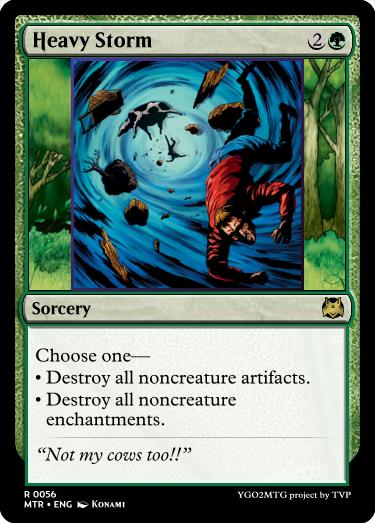 Heavy Storm 2
Sorcery
Choose one—
• Destroy all noncreature artifacts.
• Destroy all noncreature
enchantments.
“Not my cows too!!”
R 0056
MTR • ENG Konami
YGO2MTG project by TVP